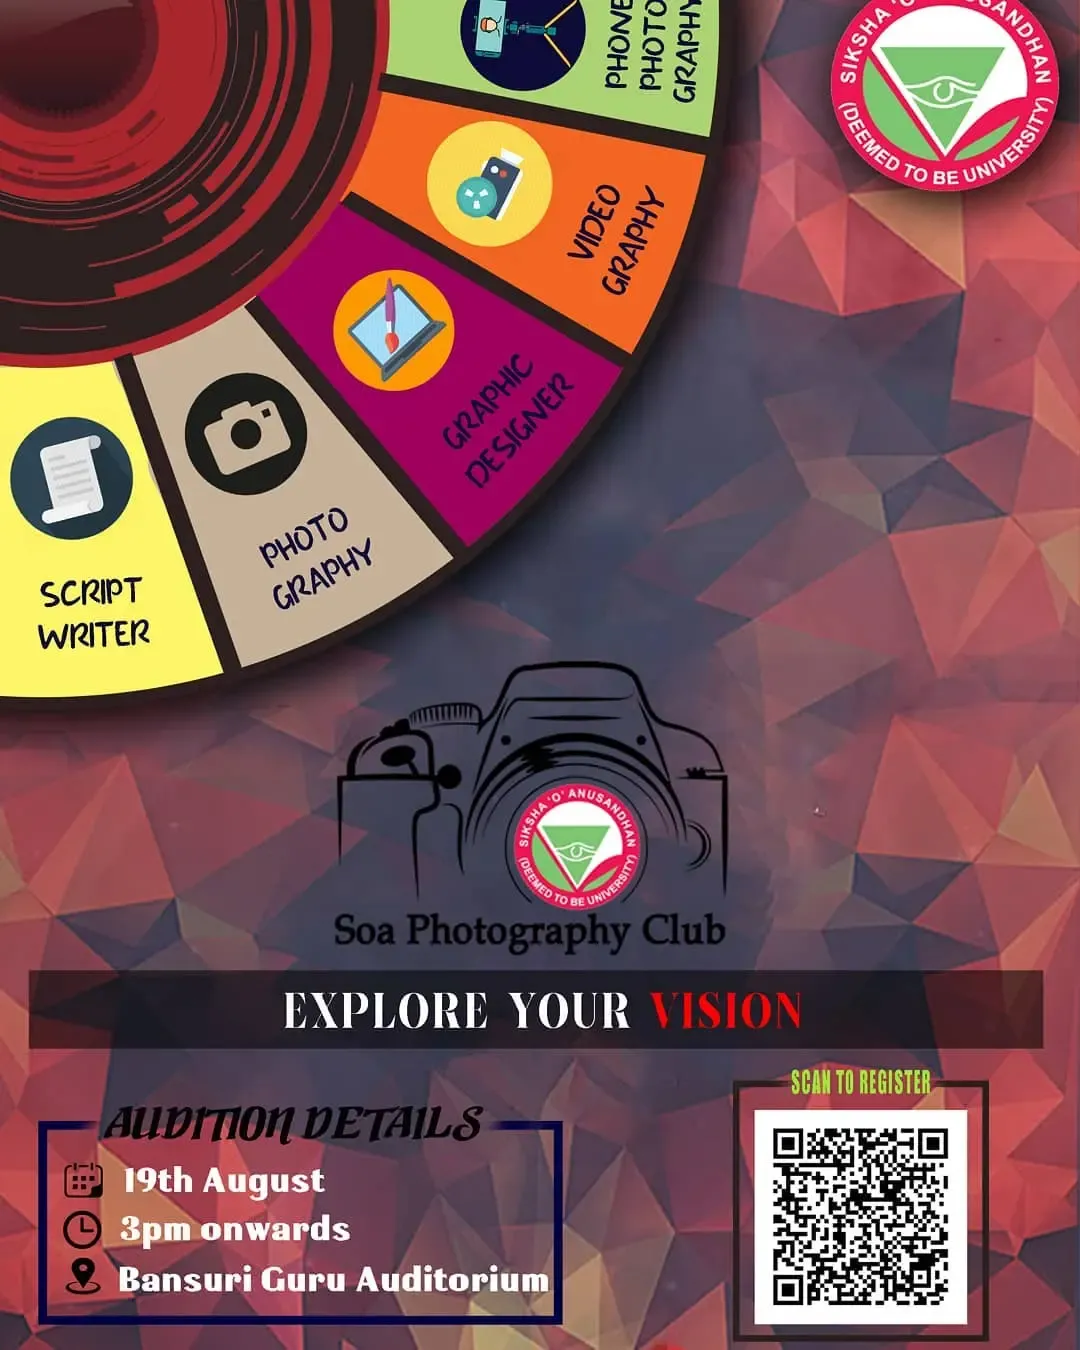 PHONE
PHOTO
GRAPHY
VIDEO
GRAPHY
GRAPHIC
DESIGNER
PHOTO
GRAPHY
SCRIPT
WRITER
SIKSHA 'O' ANUSANDHAN
(DEEMED TO BE UNIVERSITY)
SIKSHA 'O' ANUSANDHAN
(DEEMED TO BE UNIVERSITY)
Soa Photography Club
EXPLORE YOUR VISION
SCAN TO REGISTER
AUDITION DETAILS
19th August
3pm onwards
Bansuri Guru Auditorium